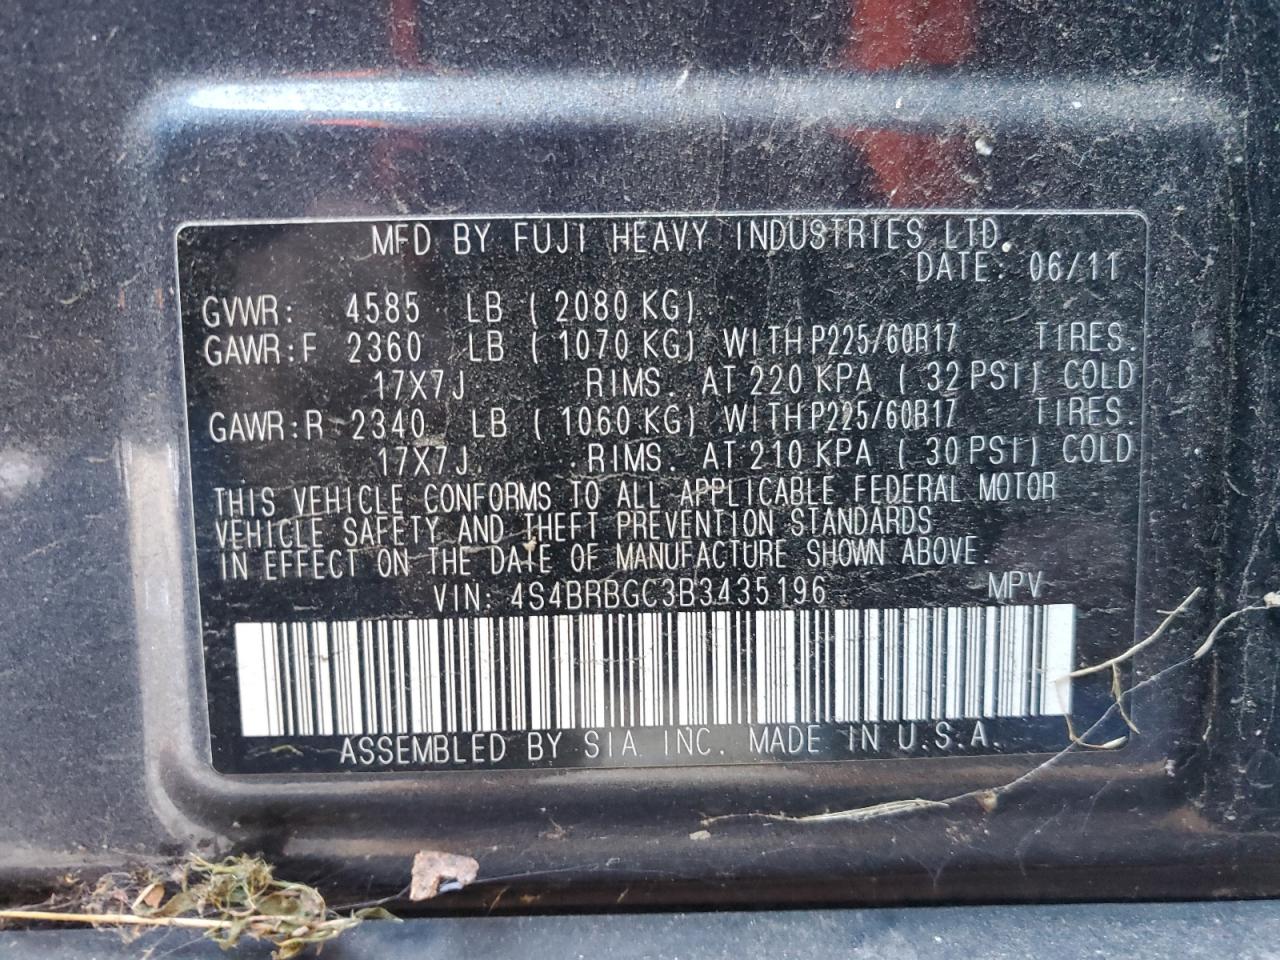 MFD BY FUJI HEAVY INDUSTRIES LTD.
DATE: 06/11
GVWR: 4585 LB ( 2080 KG)
GAWR:F 2360 LB ( 1070 KG) WITH P225/60R17 TIRES.
17X7J RIMS. AT 220 KPA ( 32 PSI) COLD
GAWR:R 2340 LB ( 1060 KG) WITH P225/60R17 TIRES.
17X7J RIMS. AT 210 KPA ( 30 PSI) COLD
THIS VEHICLE CONFORMS TO ALL APPLICABLE FEDERAL MOTOR
VEHICLE SAFETY AND THEFT PREVENTION STANDARDS
IN EFFECT ON THE DATE OF MANUFACTURE SHOWN ABOVE.
VIN: 4S4BRBGC3B3435196 MPV
ASSEMBLED BY SIA INC. MADE IN U.S.A.